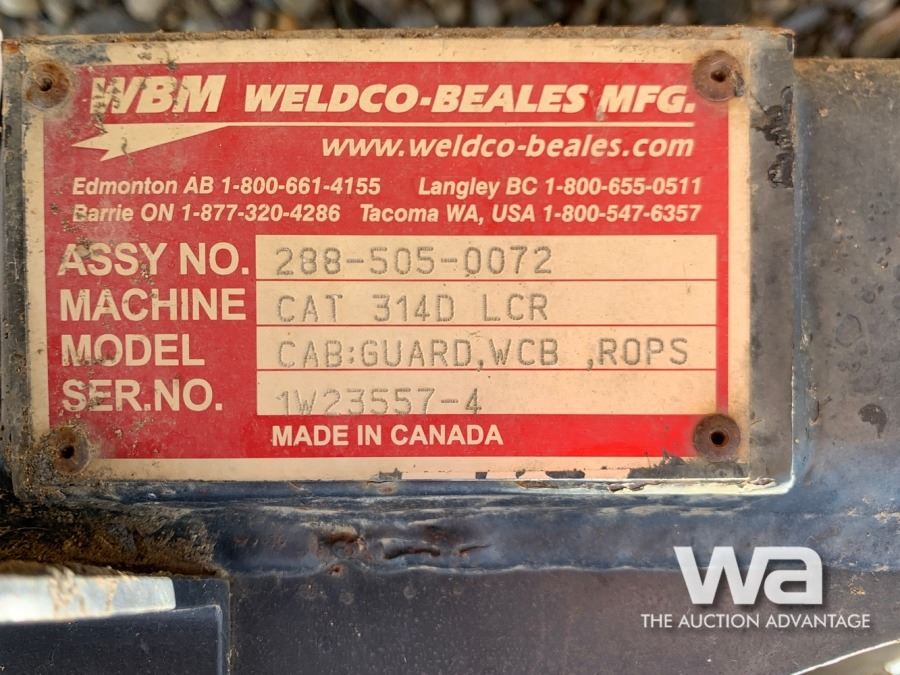 WBM WELDCO-BEALES MFG.
www.weldco-beales.com
Edmonton AB 1-800-661-4155 Langley BC 1-800-655-0511
Barrie ON 1-877-320-4286 Tacoma WA, USA 1-800-547-6357
ASSY NO. 288-505-0072
MACHINE CAT 314D LCR
MODEL CAB:GUARD,WCB ,ROPS
SER.NO. 1W23557-4
MADE IN CANADA
wa
THE AUCTION ADVANTAGE